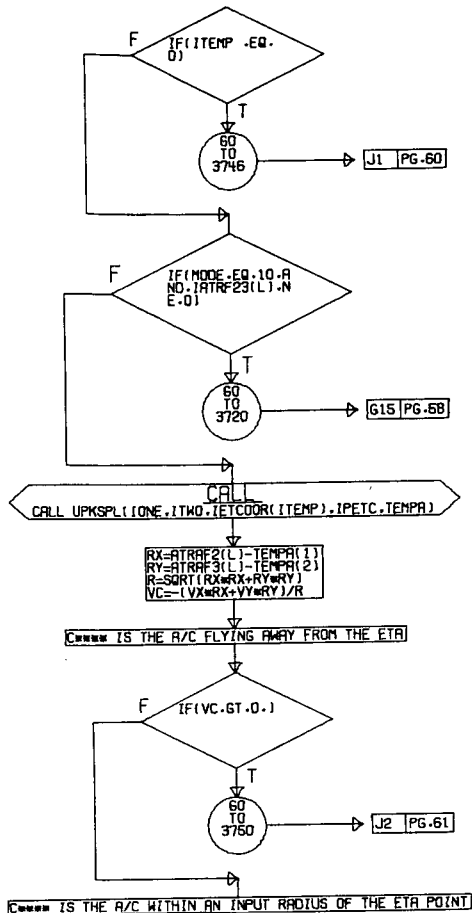 F
IF(ITEMP .EQ.
0)
T
GO
TO
3746
J1 PG.60
F
IF(MODE.EQ.10.A
ND.IATRF23(L).N
E.0)
T
GO
TO
3720
G15 PG.58
CALL
CALL UPKSPL(IONE,ITWO,IETCOOR(ITEMP),IPETC,TEMPA)
RX=ATRAF2(L)-TEMPA(1)
RY=ATRAF3(L)-TEMPA(2)
R=SQRT(RX*RX+RY*RY)
VC=-(VX*RX+VY*RY)/R
C**** IS THE A/C FLYING AWAY FROM THE ETA
F
IF(VC.GT.0.)
T
GO
TO
3750
J2 PG.61
C**** IS THE A/C WITHIN AN INPUT RADIUS OF THE ETA POINT